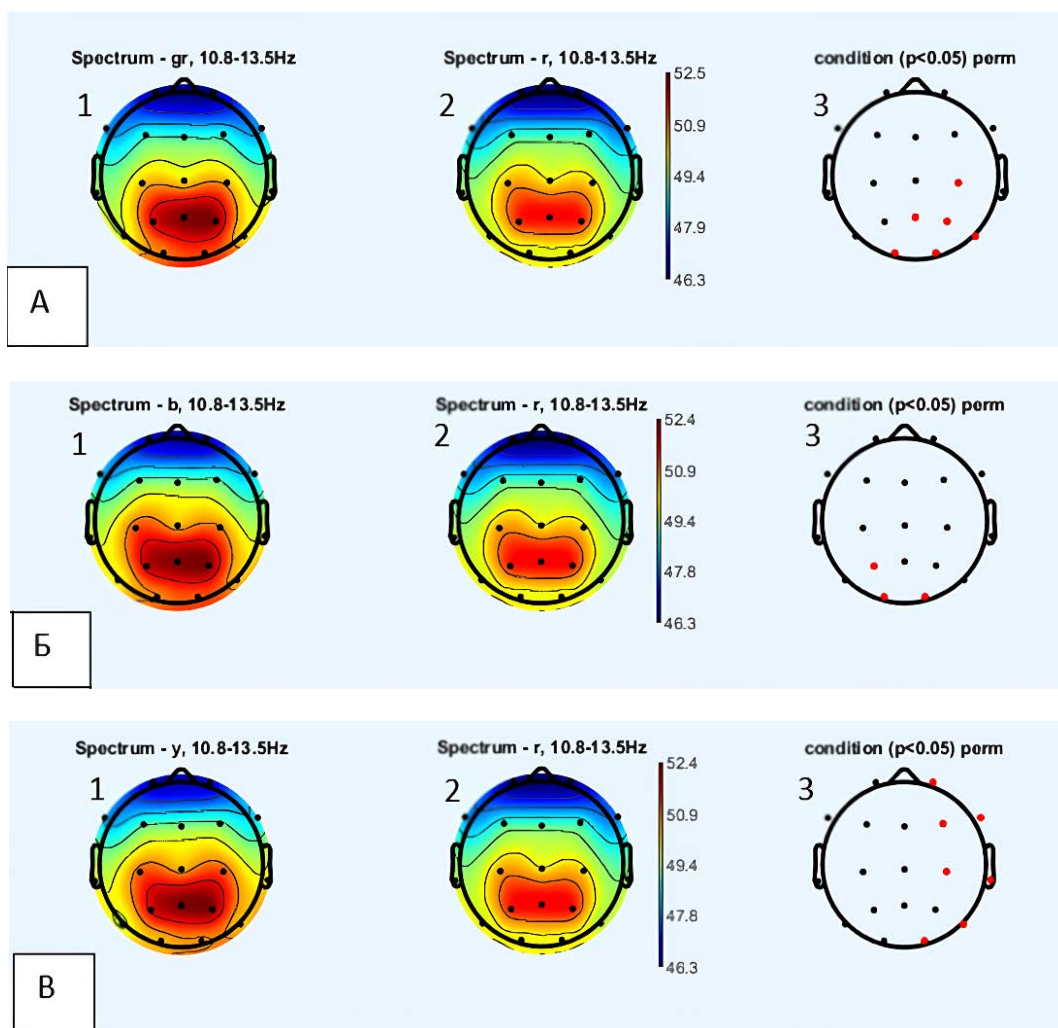 Spectrum - gr, 10.8-13.5Hz
Spectrum - r, 10.8-13.5Hz
condition (p<0.05) perm
1
2
3
52.5
50.9
49.4
47.9
46.3
А
Spectrum - b, 10.8-13.5Hz
Spectrum - r, 10.8-13.5Hz
condition (p<0.05) perm
1
2
3
52.4
50.9
49.4
47.8
46.3
Б
Spectrum - y, 10.8-13.5Hz
Spectrum - r, 10.8-13.5Hz
condition (p<0.05) perm
1
2
3
52.4
50.9
49.4
47.8
46.3
В